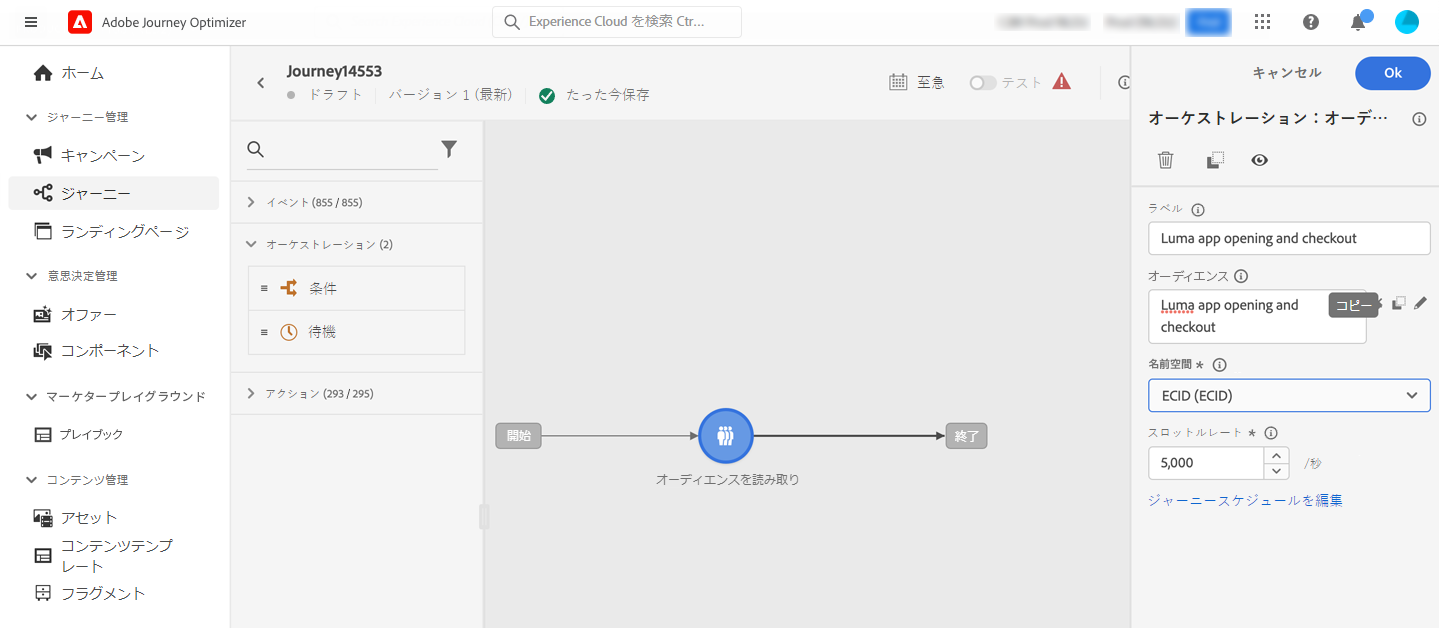 Adobe Journey Optimizer
Experience Cloud を検索 Ctr...
ホーム
ジャーニー管理
キャンペーン
ジャーニー
ランディングページ
意思決定管理
オファー
コンポーネント
マーケタープレイグラウンド
プレイブック
コンテンツ管理
アセット
コンテンツテンプ
レート
フラグメント
Journey14553
ドラフト
バージョン 1 (最新)
たった今保存
至急
テスト
イベント (855 / 855)
オーケストレーション (2)
条件
待機
アクション (293 / 295)
開始
オーディエンスを読み取り
終了
キャンセル
Ok
オーケストレーション：オーデ…
ラベル
Luma app opening and checkout
オーディエンス
Luma app opening and
checkout
コピー
名前空間 *
ECID (ECID)
スロットルレート *
5,000
/秒
ジャーニースケジュールを編集